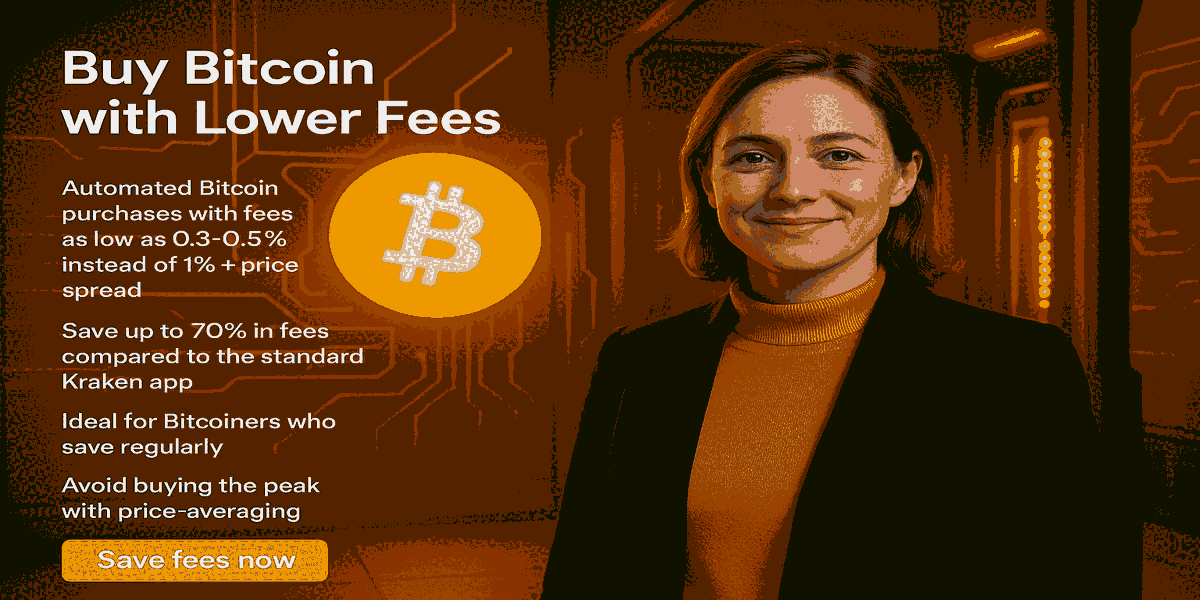 Buy Bitcoin
with Lower Fees
Automated Bitcoin
purchases with fees
as low as 0.3-0.5%
instead of 1% + price
spread
Save up to 70% in fees
compared to the standard
Kraken app
Ideal for Bitcoiners who
save regularly
Avoid buying the peak
with price-averaging
Save fees now